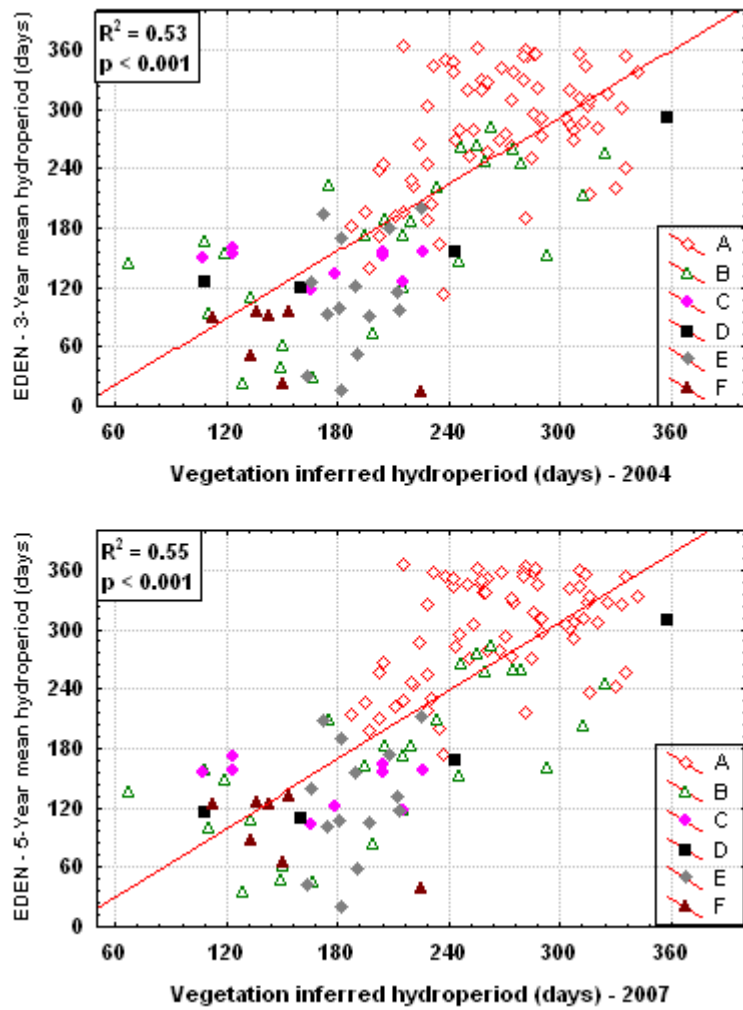 R² = 0.53
p < 0.001
EDEN - 3-Year mean hydroperiod (days)
360
300
240
180
120
60
0
A
B
C
D
E
F
60 120 180 240 300 360
Vegetation inferred hydroperiod (days) - 2004
R² = 0.55
p < 0.001
EDEN - 5-Year mean hydroperiod (days)
360
300
240
180
120
60
0
A
B
C
D
E
F
60 120 180 240 300 360
Vegetation inferred hydroperiod (days) - 2007